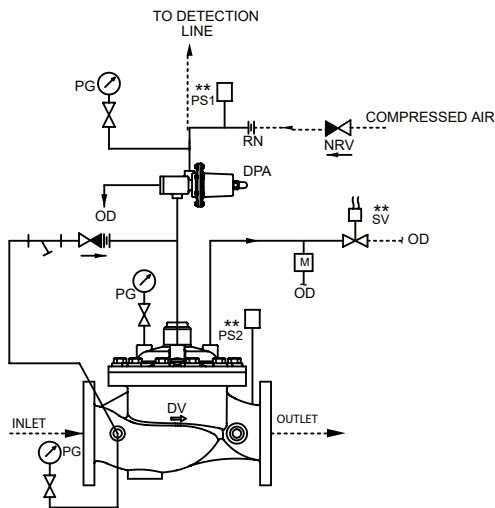 TO DETECTION
LINE
PG
**
PS1
COMPRESSED AIR
RN
NRV
DPA
OD
**
SV
OD
M
OD
PG
**
PS2
DV
INLET
OUTLET
PG